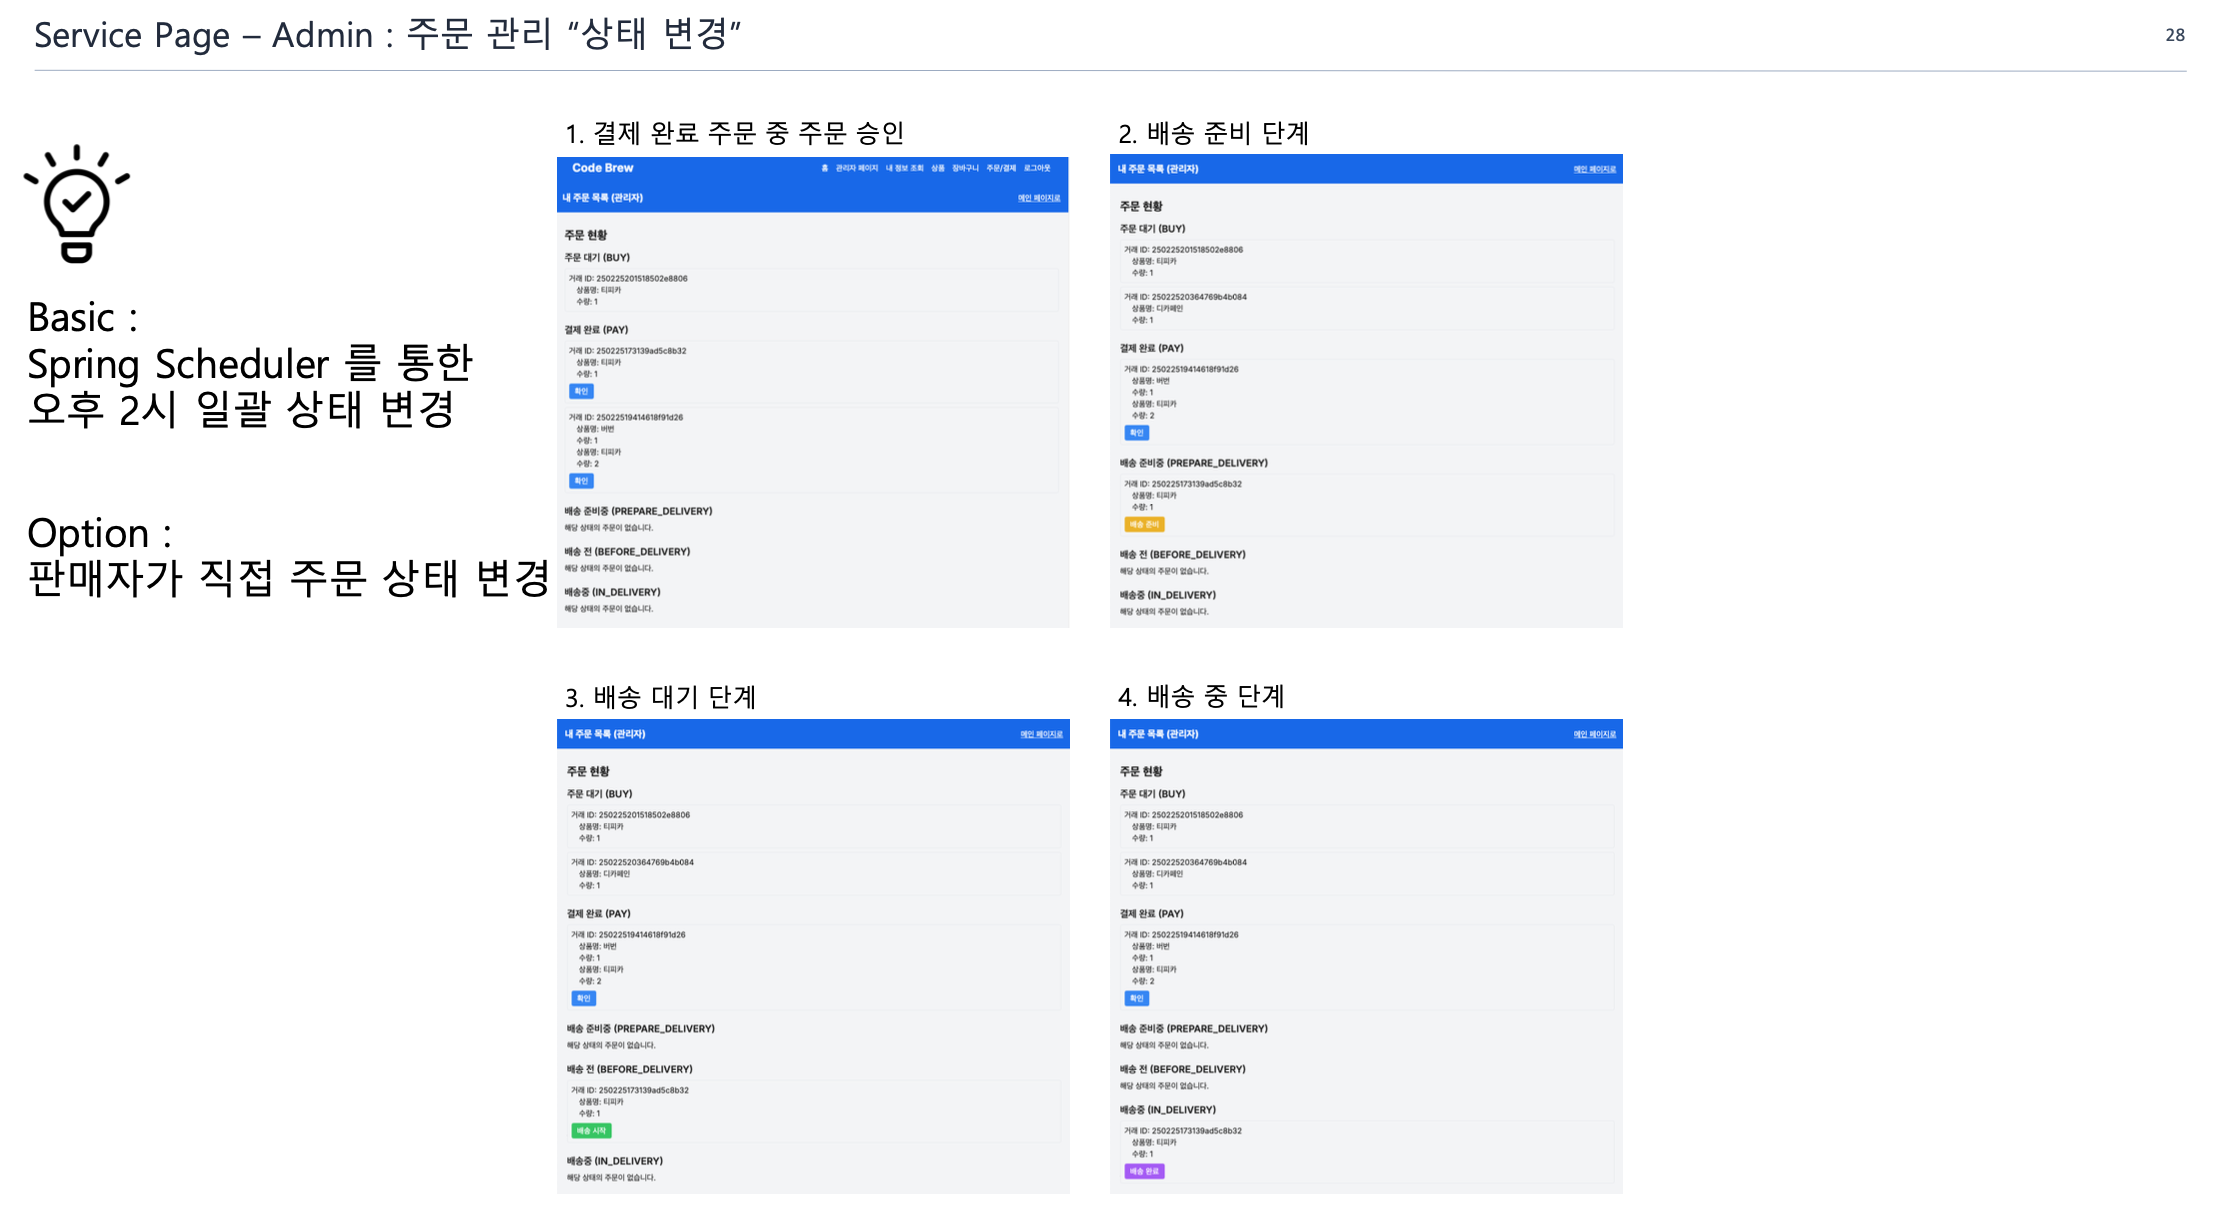 Service Page – Admin : 주문 관리 “상태 변경”
28
Basic :
Spring Scheduler 를 통한
오후 2시 일괄 상태 변경
Option :
판매자가 직접 주문 상태 변경
1. 결제 완료 주문 중 주문 승인
Code Brew
홈 관리자 페이지 내 정보 조회 상품 장바구니 주문/결제 로그아웃
내 주문 목록 (관리자)
메인 페이지로
주문 현황
주문 대기 (BUY)
거래 ID: 250225201518502e8806
상품명: 티피카
수량: 1
결제 완료 (PAY)
거래 ID: 250225173139ad5c8b32
상품명: 티피카
수량: 1
확인
거래 ID: 25022519414618f91d26
상품명: 버번
수량: 1
상품명: 티피카
수량: 2
확인
배송 준비중 (PREPARE_DELIVERY)
해당 상태의 주문이 없습니다.
배송 전 (BEFORE_DELIVERY)
해당 상태의 주문이 없습니다.
배송중 (IN_DELIVERY)
해당 상태의 주문이 없습니다.
2. 배송 준비 단계
내 주문 목록 (관리자)
메인 페이지로
주문 현황
주문 대기 (BUY)
거래 ID: 250225201518502e8806
상품명: 티피카
수량: 1
거래 ID: 25022520364769b4b084
상품명: 디카페인
수량: 1
결제 완료 (PAY)
거래 ID: 25022519414618f91d26
상품명: 버번
수량: 1
상품명: 티피카
수량: 2
확인
배송 준비중 (PREPARE_DELIVERY)
거래 ID: 250225173139ad5c8b32
상품명: 티피카
수량: 1
배송 준비
배송 전 (BEFORE_DELIVERY)
해당 상태의 주문이 없습니다.
배송중 (IN_DELIVERY)
해당 상태의 주문이 없습니다.
3. 배송 대기 단계
내 주문 목록 (관리자)
메인 페이지로
주문 현황
주문 대기 (BUY)
거래 ID: 250225201518502e8806
상품명: 티피카
수량: 1
거래 ID: 25022520364769b4b084
상품명: 디카페인
수량: 1
결제 완료 (PAY)
거래 ID: 25022519414618f91d26
상품명: 버번
수량: 1
상품명: 티피카
수량: 2
확인
배송 준비중 (PREPARE_DELIVERY)
해당 상태의 주문이 없습니다.
배송 전 (BEFORE_DELIVERY)
거래 ID: 250225173139ad5c8b32
상품명: 티피카
수량: 1
배송 시작
배송중 (IN_DELIVERY)
해당 상태의 주문이 없습니다.
4. 배송 중 단계
내 주문 목록 (관리자)
메인 페이지로
주문 현황
주문 대기 (BUY)
거래 ID: 250225201518502e8806
상품명: 티피카
수량: 1
거래 ID: 25022520364769b4b084
상품명: 디카페인
수량: 1
결제 완료 (PAY)
거래 ID: 25022519414618f91d26
상품명: 버번
수량: 1
상품명: 티피카
수량: 2
확인
배송 준비중 (PREPARE_DELIVERY)
해당 상태의 주문이 없습니다.
배송 전 (BEFORE_DELIVERY)
해당 상태의 주문이 없습니다.
배송중 (IN_DELIVERY)
거래 ID: 250225173139ad5c8b32
상품명: 티피카
수량: 1
배송 완료